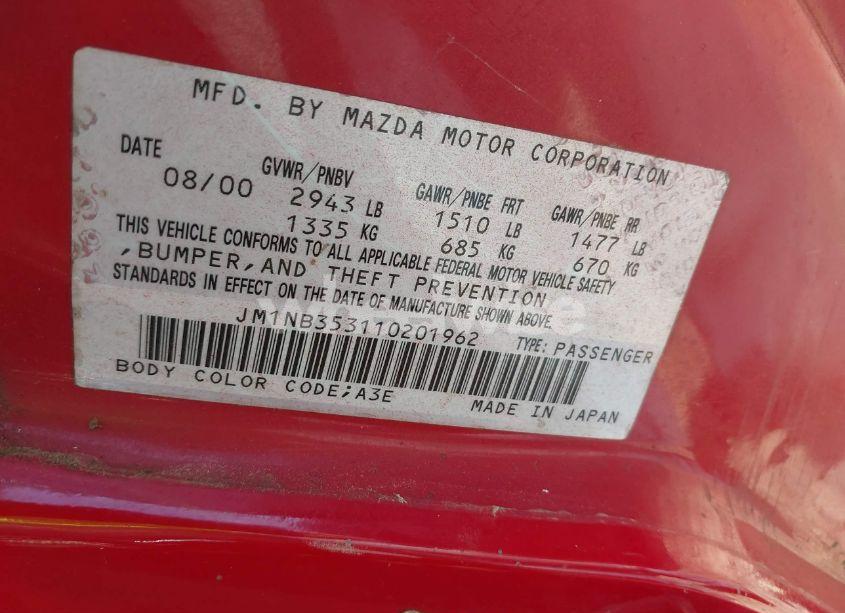 MFD. BY MAZDA MOTOR CORPORATION
DATE GVWR/PNBV GAWR/PNBE FRT GAWR/PNBE RR
08/00 2943 LB 1510 LB 1477 LB
1335 KG 685 KG 670 KG
THIS VEHICLE CONFORMS TO ALL APPLICABLE FEDERAL MOTOR VEHICLE SAFETY
,BUMPER,AND THEFT PREVENTION
STANDARDS IN EFFECT ON THE DATE OF MANUFACTURE SHOWN ABOVE.
JM1NB353110201962 TYPE: PASSENGER
BODY COLOR CODE;A3E MADE IN JAPAN